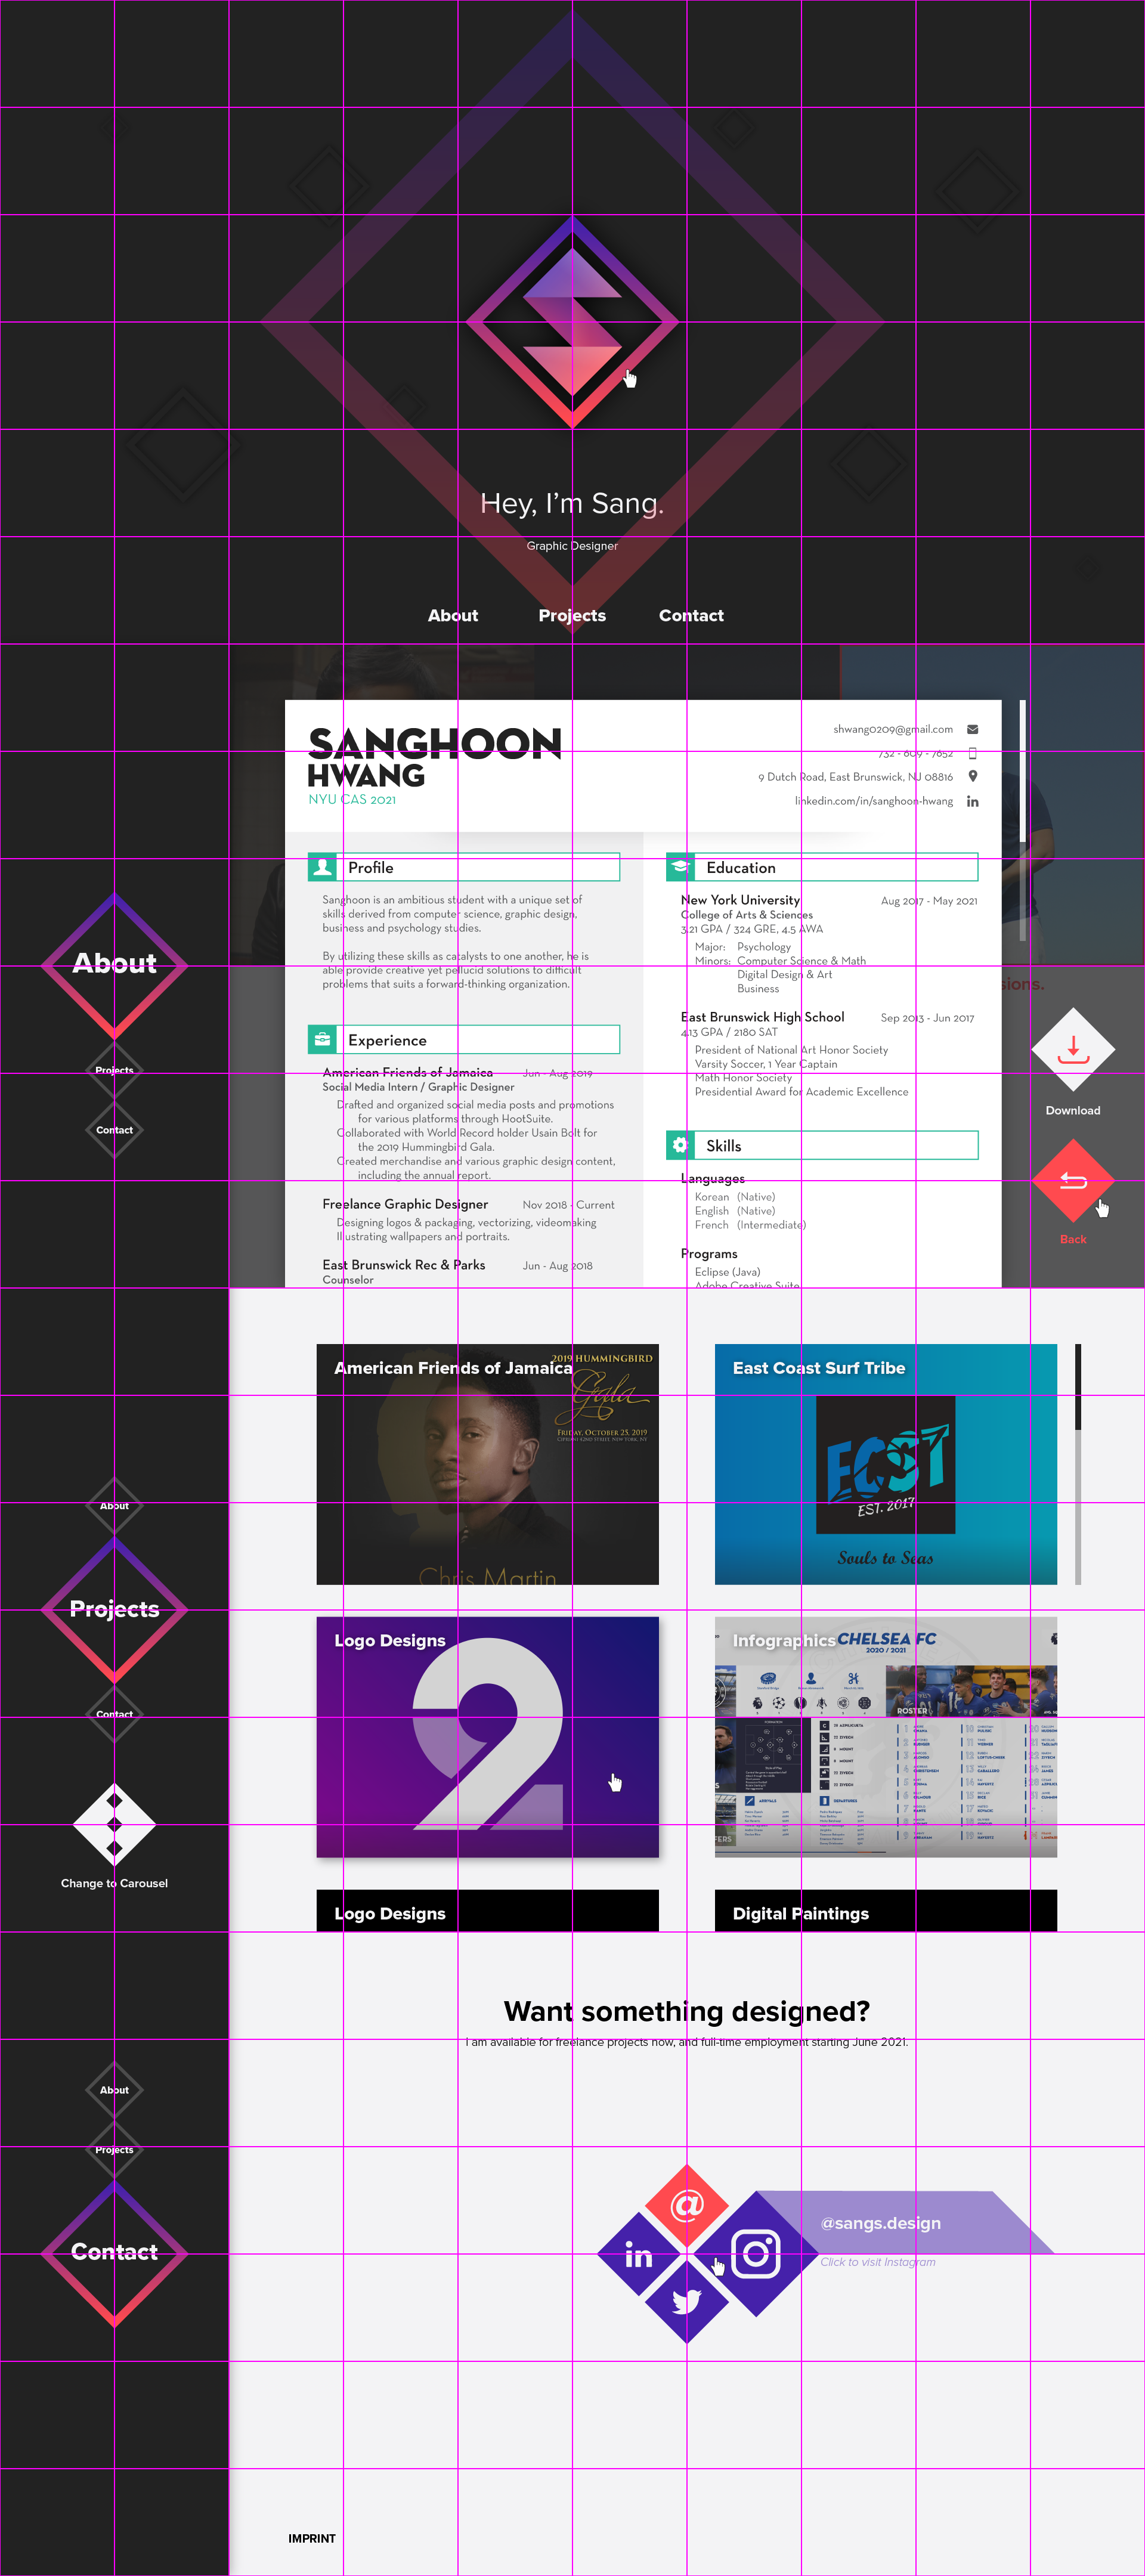 Hey, I'm Sang.
Graphic Designer
About
Projects
Contact
SANGHOON
HWANG
NYU CAS 2021
shwang0209@gmail.com
732 - 609 - 7652
9 Dutch Road, East Brunswick, NJ 08816
linkedin.com/in/sanghoon-hwang
Profile
Sanghoon is an ambitious student with a unique set of
skills derived from computer science, graphic design,
business and psychology studies.
By utilizing these skills as catalysts to one another, he is
able provide creative yet pellucid solutions to difficult
problems that suits a forward-thinking organization.
Experience
American Friends of Jamaica Jun - Aug 2019
Social Media Intern / Graphic Designer
Drafted and organized social media posts and promotions
for various platforms through HootSuite.
Collaborated with World Record holder Usain Bolt for
the 2019 Hummingbird Gala.
Created merchandise and various graphic design content,
including the annual report.
Freelance Graphic Designer Nov 2018 - Current
Designing logos & packaging, vectorizing, videomaking
Illustrating wallpapers and portraits.
East Brunswick Rec & Parks Jun - Aug 2018
Counselor
Education
New York University Aug 2017 - May 2021
College of Arts & Sciences
3.21 GPA / 324 GRE, 4.5 AWA
Major: Psychology
Minors: Computer Science & Math
Digital Design & Art
Business
East Brunswick High School Sep 2013 - Jun 2017
4.13 GPA / 2180 SAT
President of National Art Honor Society
Varsity Soccer, 1 Year Captain
Math Honor Society
Presidential Award for Academic Excellence
Skills
Languages
Korean (Native)
English (Native)
French (Intermediate)
Programs
Eclipse (Java)
Adobe Creative Suite
sions.
Download
Back
About
Projects
Contact
American Friends of Jamaica
2019 HUMMINGBIRD
Gala
FRIDAY, OCTOBER 25, 2019
CIPRIANI 42ND STREET, NEW YORK, NY
Chris Martin
East Coast Surf Tribe
ECST
EST. 2017
Souls to Seas
About
Projects
Contact
Change to Carousel
Logo Designs
2
Infographics
CHELSEA FC
2020 / 2021
ROSTER
ARRIVALS
DEPARTURES
Logo Designs
Digital Paintings
Want something designed?
I am available for freelance projects now, and full-time employment starting June 2021.
About
Projects
Contact
@
in
@sangs.design
Click to visit Instagram
IMPRINT